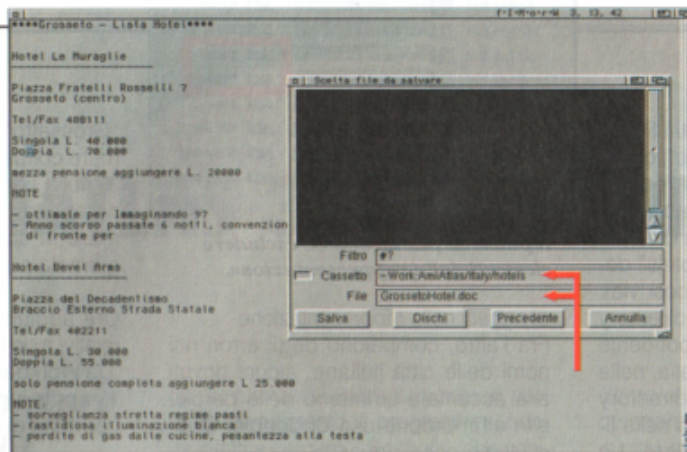 3, 13, 42
****Grosseto - Lista Hotel****
Hotel Le Muraglie
Piazza Fratelli Rosselli 7
Grosseto (centro)
Tel/Fax 408111
Singola L. 40.000
Doppia L. 70.000
mezza pensione aggiungere L. 20000
NOTE
- ottimale per Immaginando 97
- Anno scorso passate 6 notti, convenzion
di fronte per
Hotel Bevel Arms
Piazza del Decadentismo
Braccio Esterno Strada Statale
Tel/Fax 402211
Singola L. 30.000
Doppia L. 55.000
solo pensione completa aggiungere L 25.000
NOTE:
- sorveglianza stretta regime pasti
- fastidiosa illuminazione bianca
- perdite di gas dalle cucine, pesantezza alla testa
Scelta file da salvare
Filtro #?
Cassetto ~Work:AmiAtlas/Italy/hotels
File GrossetoHotel.doc
Salva Dischi Precedente Annulla